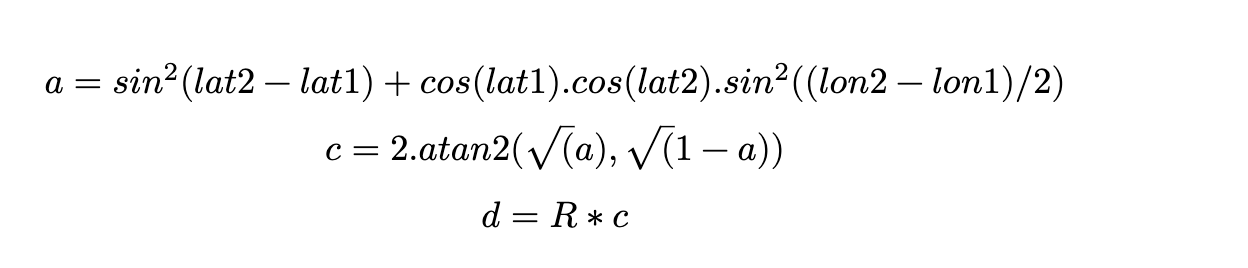 a = sin²(lat2 − lat1) + cos(lat1).cos(lat2).sin²((lon2 − lon1)/2)
c = 2.atan2(√(a), √(1 − a))
d = R ∗ c